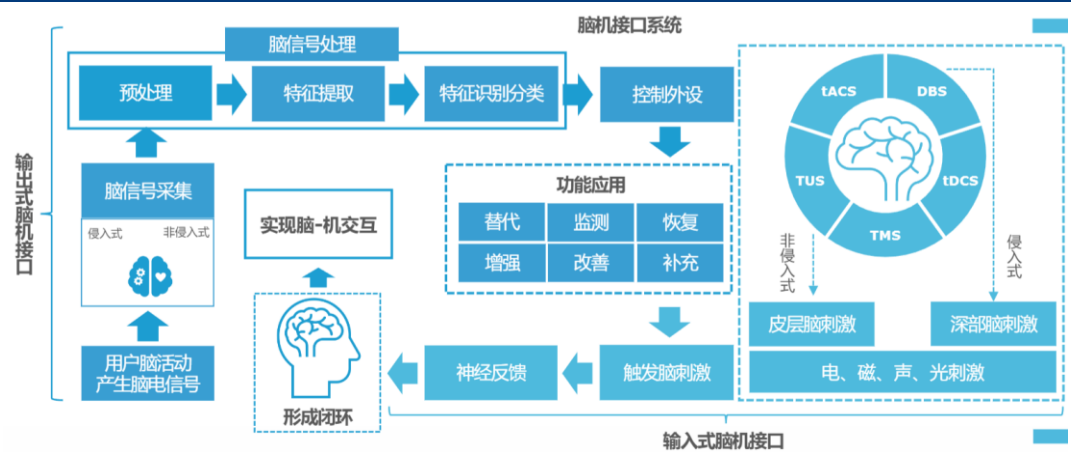 脑机接口系统
脑信号处理
预处理
特征提取
特征识别分类
控制外设
输出式脑机接口
脑信号采集
侵入式
非侵入式
用户脑活动
产生脑电信号
实现脑-机交互
形成闭环
功能应用
替代
监测
恢复
增强
改善
补充
触发脑刺激
神经反馈
tACS
DBS
TUS
tDCS
TMS
非侵入式
侵入式
皮层脑刺激
深部脑刺激
电、磁、声、光刺激
输入式脑机接口